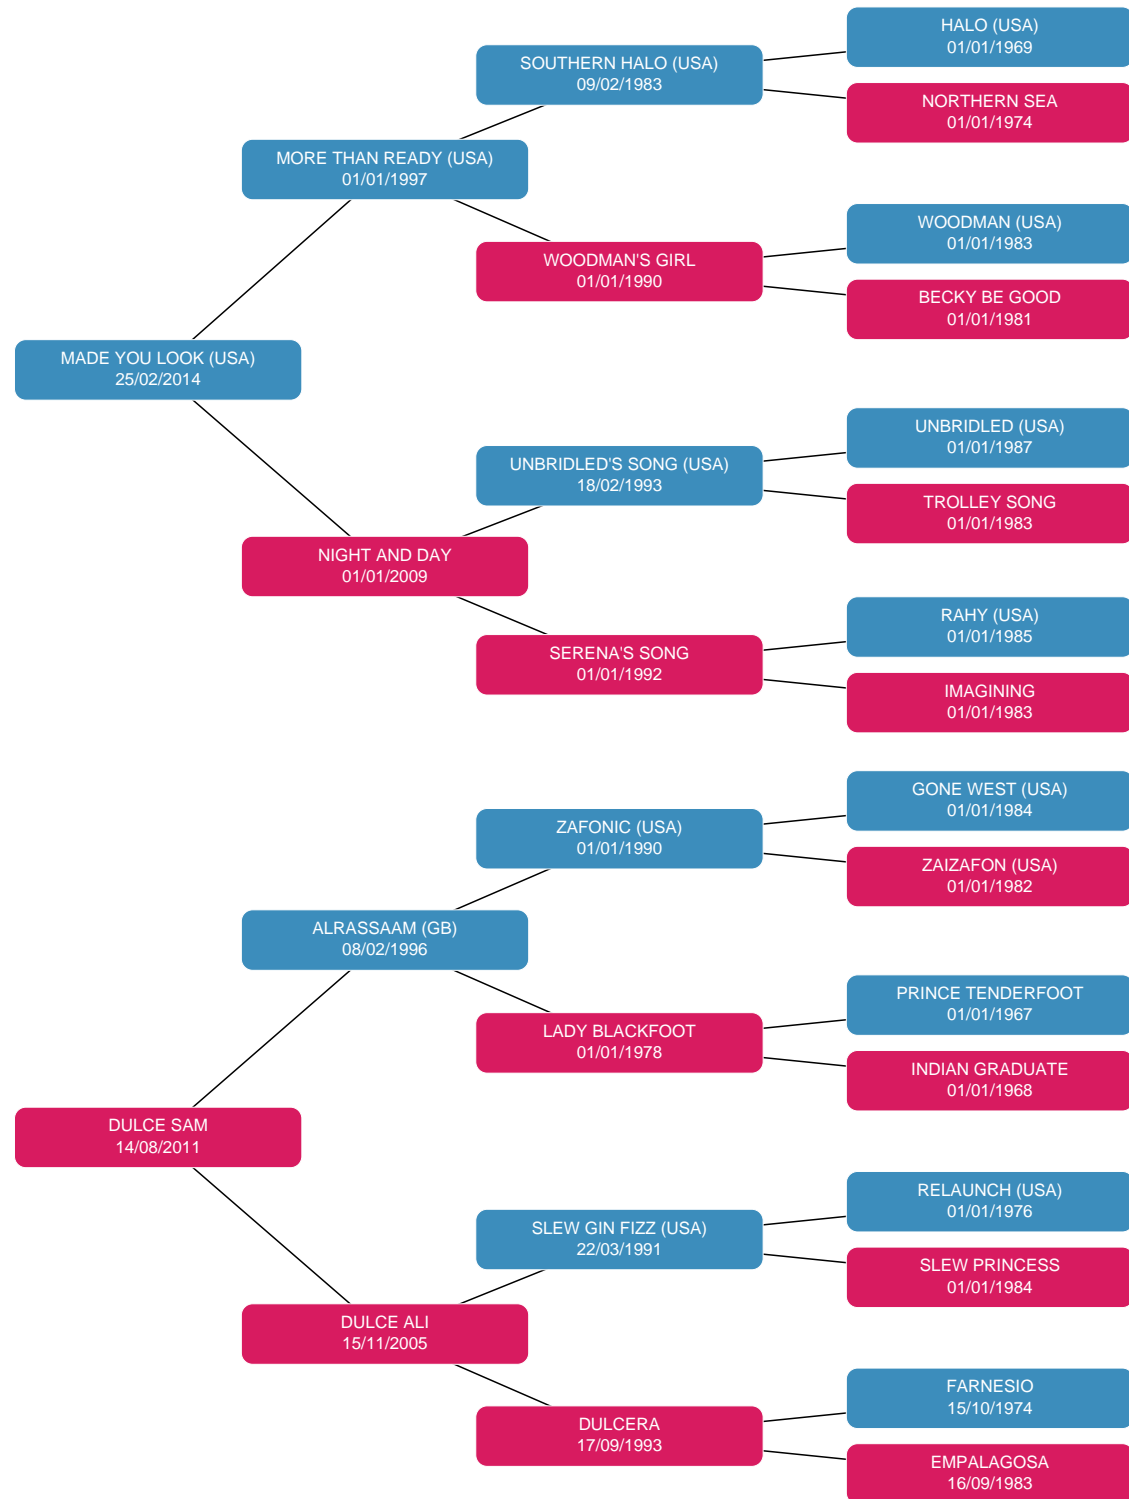 HALO (USA)
01/01/1969
SOUTHERN HALO (USA)
09/02/1983
NORTHERN SEA
01/01/1974
MORE THAN READY (USA)
01/01/1997
WOODMAN (USA)
01/01/1983
WOODMAN'S GIRL
01/01/1990
BECKY BE GOOD
01/01/1981
MADE YOU LOOK (USA)
25/02/2014
UNBRIDLED (USA)
01/01/1987
UNBRIDLED'S SONG (USA)
18/02/1993
TROLLEY SONG
01/01/1983
NIGHT AND DAY
01/01/2009
RAHY (USA)
01/01/1985
SERENA'S SONG
01/01/1992
IMAGINING
01/01/1983
GONE WEST (USA)
01/01/1984
ZAFONIC (USA)
01/01/1990
ZAIZAFON (USA)
01/01/1982
ALRASSAAM (GB)
08/02/1996
PRINCE TENDERFOOT
01/01/1967
LADY BLACKFOOT
01/01/1978
INDIAN GRADUATE
01/01/1968
DULCE SAM
14/08/2011
RELAUNCH (USA)
01/01/1976
SLEW GIN FIZZ (USA)
22/03/1991
SLEW PRINCESS
01/01/1984
DULCE ALI
15/11/2005
FARNESIO
15/10/1974
DULCERA
17/09/1993
EMPALAGOSA
16/09/1983